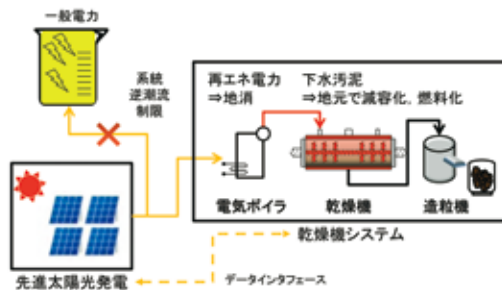 一般電力
系統
逆潮流
制限
再エネ電力
⇒地消
下水汚泥
⇒地元で減容化，燃料化
電気ボイラ
乾燥機
造粒機
乾燥機システム
先進太陽光発電
データインタフェース